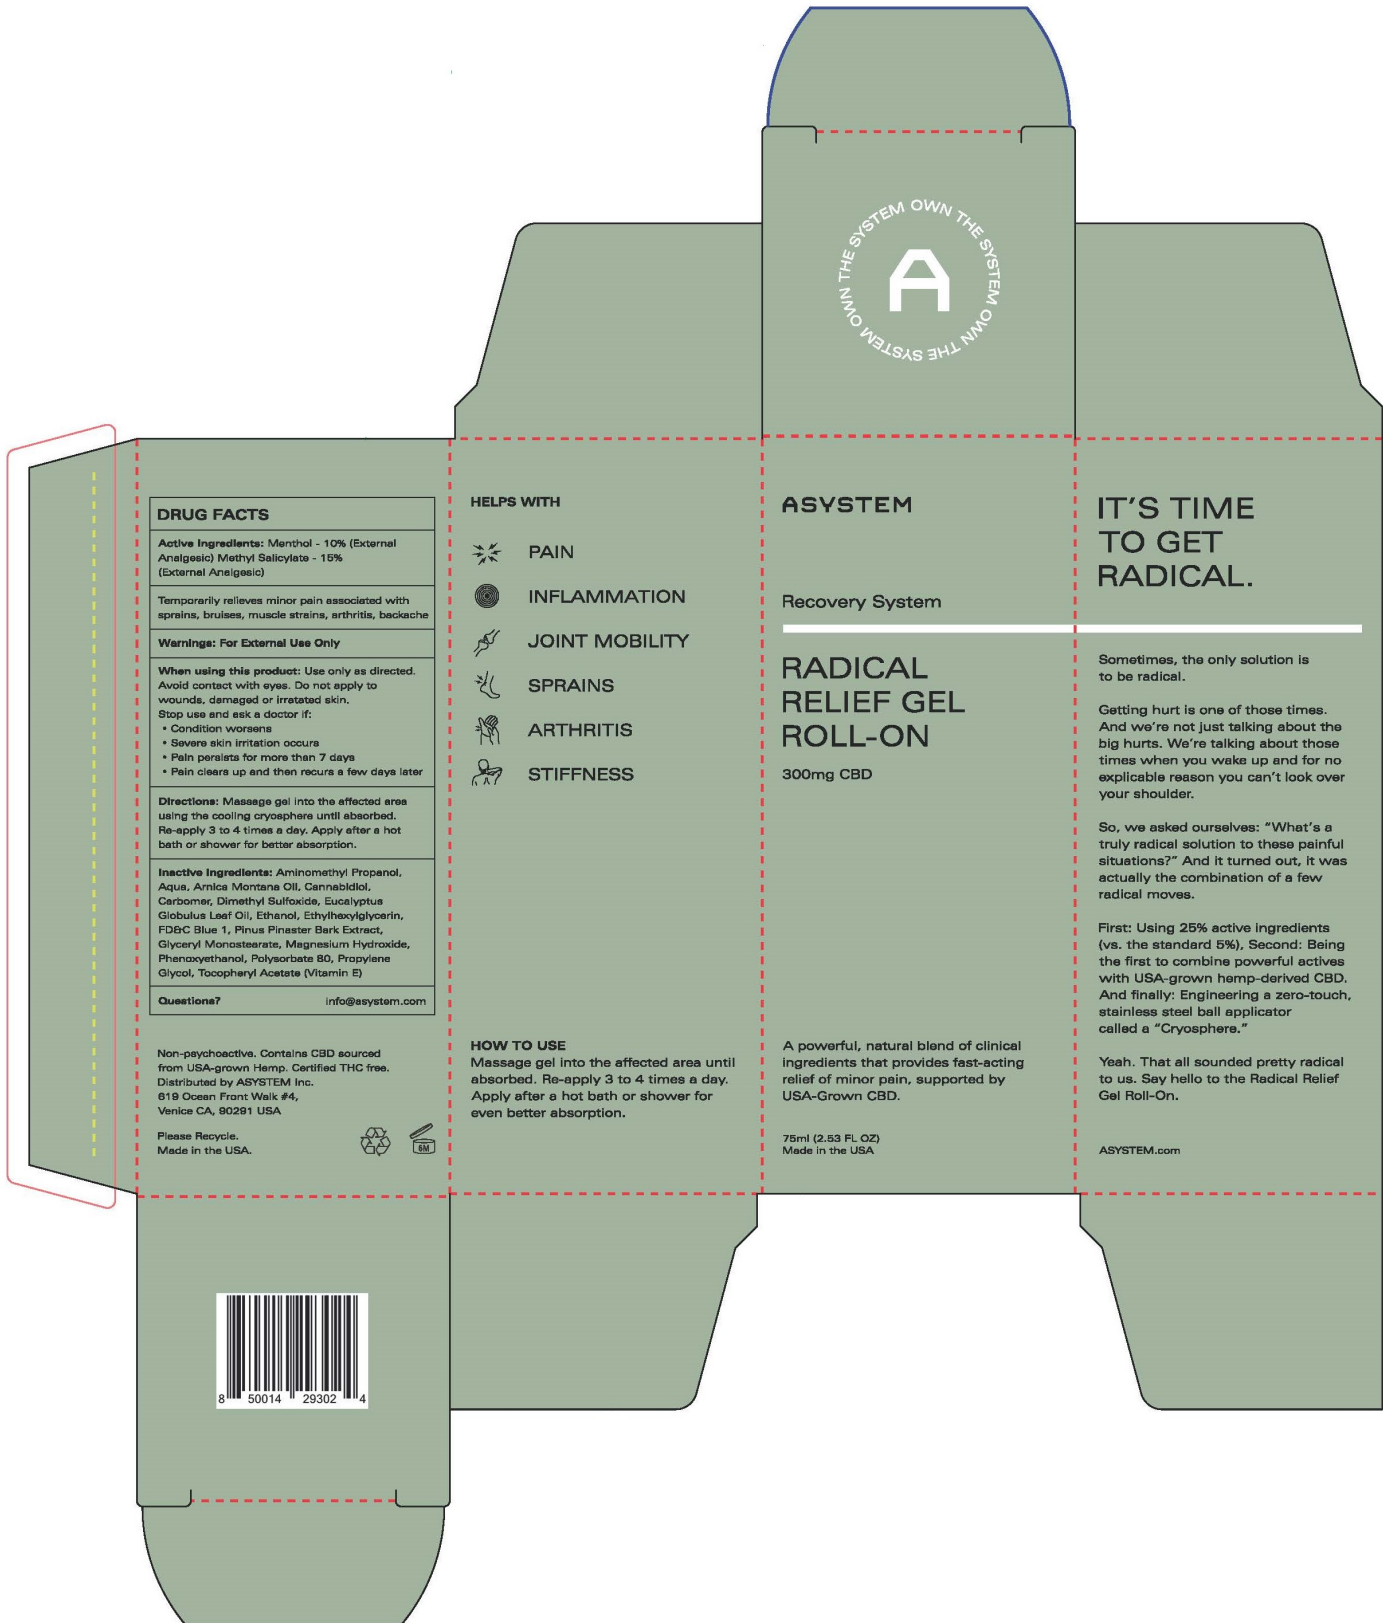 OWN THE SYSTEM OWN THE SYSTEM OWN THE SYSTEM
A
DRUG FACTS
Active Ingredients: Menthol - 10% (External
Analgesic) Methyl Salicylate - 15%
(External Analgesic)
Temporarily relieves minor pain associated with
sprains, bruises, muscle strains, arthritis, backache
Warnings: For External Use Only
When using this product: Use only as directed.
Avoid contact with eyes. Do not apply to
wounds, damaged or irratated skin.
Stop use and ask a doctor if:
• Condition worsens
• Severe skin irritation occurs
• Pain persists for more than 7 days
• Pain clears up and then recurs a few days later
Directions: Massage gel into the affected area
using the cooling cryosphere until absorbed.
Re-apply 3 to 4 times a day. Apply after a hot
bath or shower for better absorption.
Inactive Ingredients: Aminomethyl Propanol,
Aqua, Arnica Montana Oil, Cannabidiol,
Carbomer, Dimethyl Sulfoxide, Eucalyptus
Globulus Leaf Oil, Ethanol, Ethylhexylglycerin,
FD&C Blue 1, Pinus Pinaster Bark Extract,
Glyceryl Monostearate, Magnesium Hydroxide,
Phenoxyethanol, Polysorbate 80, Propylene
Glycol, Tocopheryl Acetate (Vitamin E)
Questions? info@asystem.com
Non-psychoactive. Contains CBD sourced
from USA-grown Hemp. Certified THC free.
Distributed by ASYSTEM Inc.
619 Ocean Front Walk #4,
Venice CA, 90291 USA
Please Recycle.
Made in the USA.
6M
8 50014 29302 4
HELPS WITH
PAIN
INFLAMMATION
JOINT MOBILITY
SPRAINS
ARTHRITIS
STIFFNESS
HOW TO USE
Massage gel into the affected area until
absorbed. Re-apply 3 to 4 times a day.
Apply after a hot bath or shower for
even better absorption.
ASYSTEM
Recovery System
RADICAL
RELIEF GEL
ROLL-ON
300mg CBD
A powerful, natural blend of clinical
ingredients that provides fast-acting
relief of minor pain, supported by
USA-Grown CBD.
75ml (2.53 FL OZ)
Made in the USA
IT'S TIME
TO GET
RADICAL.
Sometimes, the only solution is
to be radical.
Getting hurt is one of those times.
And we're not just talking about the
big hurts. We're talking about those
times when you wake up and for no
explicable reason you can't look over
your shoulder.
So, we asked ourselves: “What's a
truly radical solution to these painful
situations?” And it turned out, it was
actually the combination of a few
radical moves.
First: Using 25% active ingredients
(vs. the standard 5%), Second: Being
the first to combine powerful actives
with USA-grown hemp-derived CBD.
And finally: Engineering a zero-touch,
stainless steel ball applicator
called a “Cryosphere.”
Yeah. That all sounded pretty radical
to us. Say hello to the Radical Relief
Gel Roll-On.
ASYSTEM.com